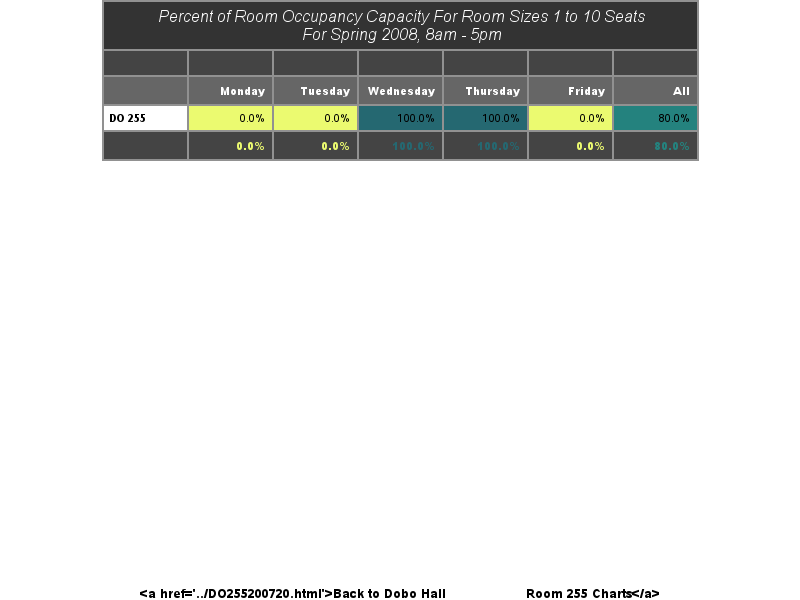 Percent of Room Occupancy Capacity For Room Sizes 1 to 10 Seats
For Spring 2008, 8am - 5pm
Monday Tuesday Wednesday Thursday Friday All
DO 255 0.0% 0.0% 100.0% 100.0% 0.0% 80.0%
0.0% 0.0% 100.0% 100.0% 0.0% 80.0%
<a href='../DO255200720.html'>Back to Dobo Hall Room 255 Charts</a>